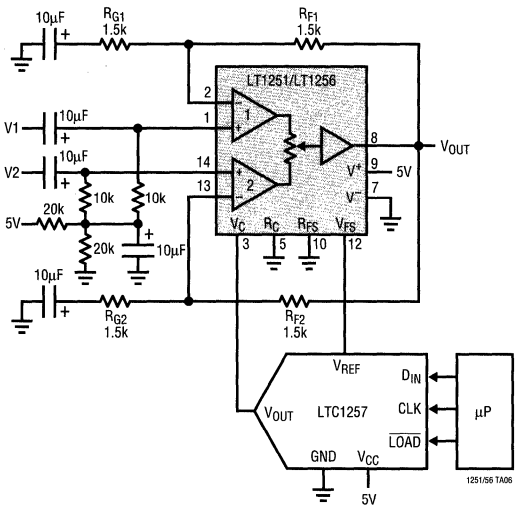 RG1
1.5k
RF1
1.5k
10µF
+
LT1251/LT1256
2
1
V1
10µF
+
V2
10µF
+
14
13
1
2
−
+
+
−
8
VOUT
V+
9
5V
V−
7
10k
10k
20k
5V
20k
+
10µF
VC
3
RC
5
RFS
10
VFS
12
10µF
+
RG2
1.5k
RF2
1.5k
VREF
DIN
CLK
LOAD
VOUT
LTC1257
µP
GND
VCC
5V
1251/56 TA06